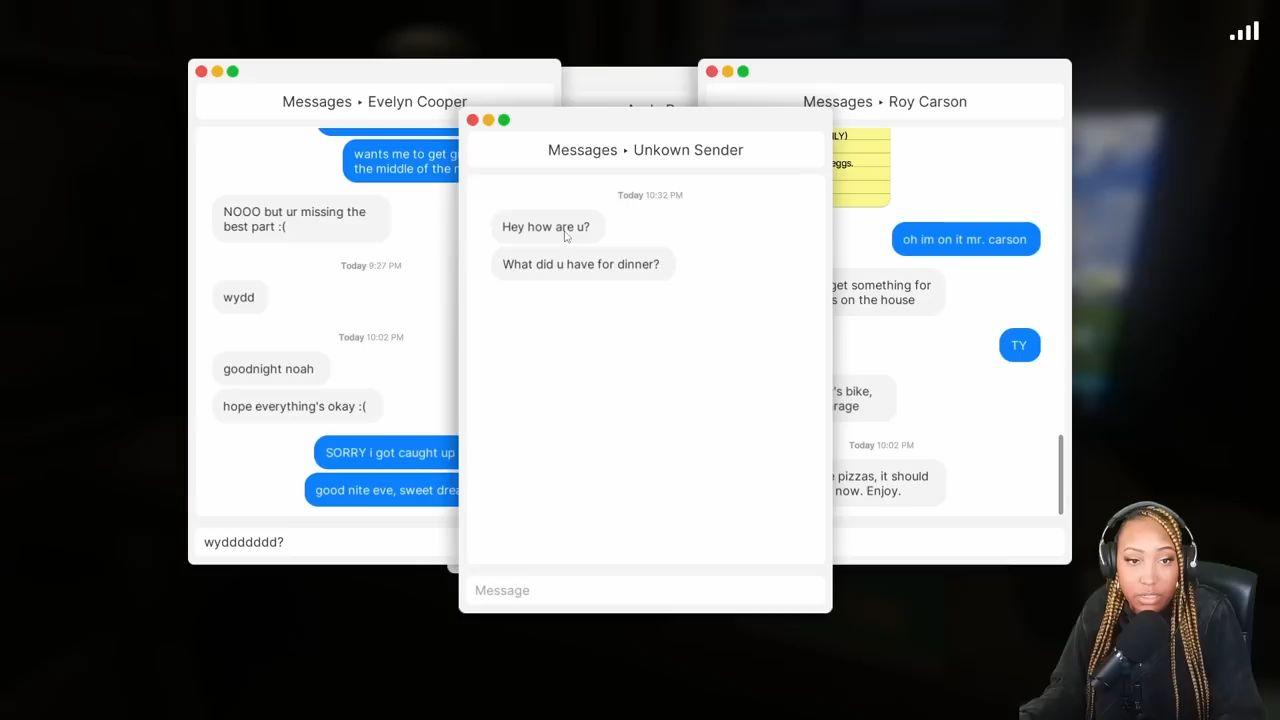 Messages ▸ Evelyn Cooper
wants me to get
the middle of the
NOOO but ur missing the
best part :(
Today 9:27 PM
wydd
Today 10:02 PM
goodnight noah
hope everything's okay :(
SORRY i got caught up
good nite eve, sweet
wyddddddd?
Messages ▸ Unkown Sender
Today 10:32 PM
Hey how are u?
What did u have for dinner?
Message
Messages ▸ Roy Carson
eggs.
oh im on it mr. carson
get something for
on the house
TY
's bike,
Today 10:02 PM
pizzas, it should
now. Enjoy.